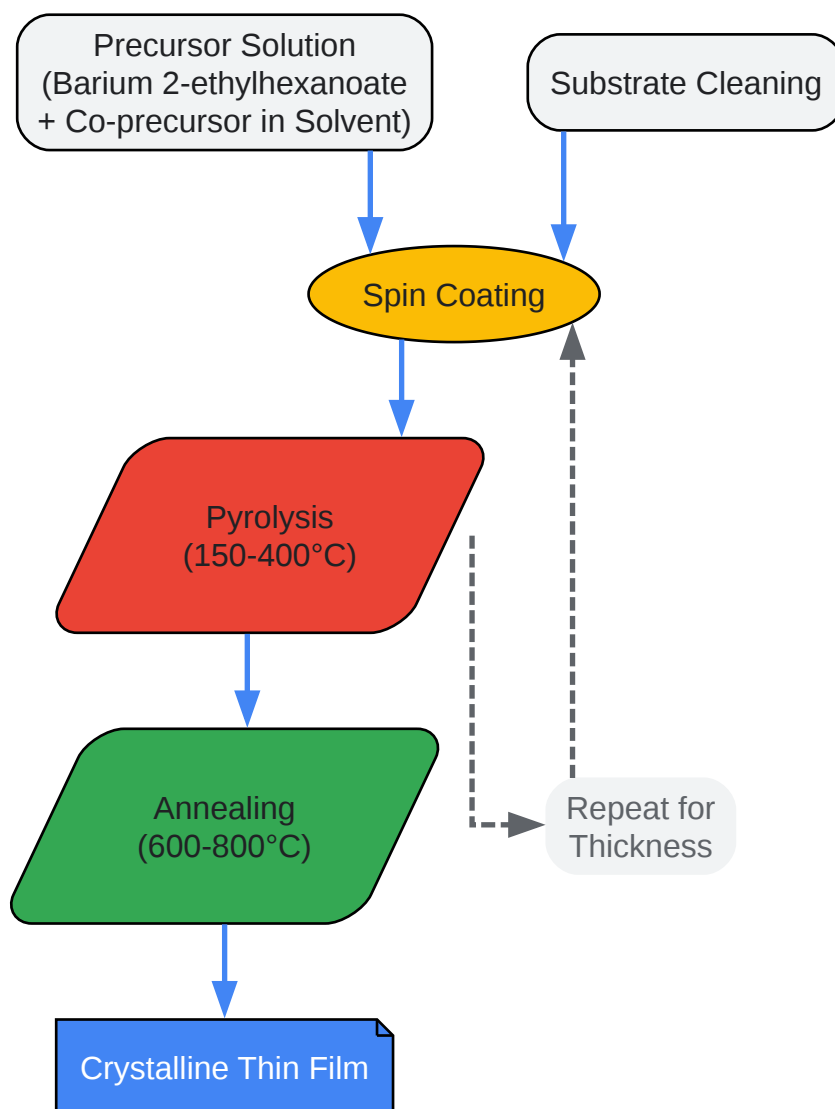 Precursor Solution
(Barium 2-ethylhexanoate
+ Co-precursor in Solvent)
Substrate Cleaning
Spin Coating
Pyrolysis
(150-400°C)
Annealing
(600-800°C)
Repeat for
Thickness
Crystalline Thin Film